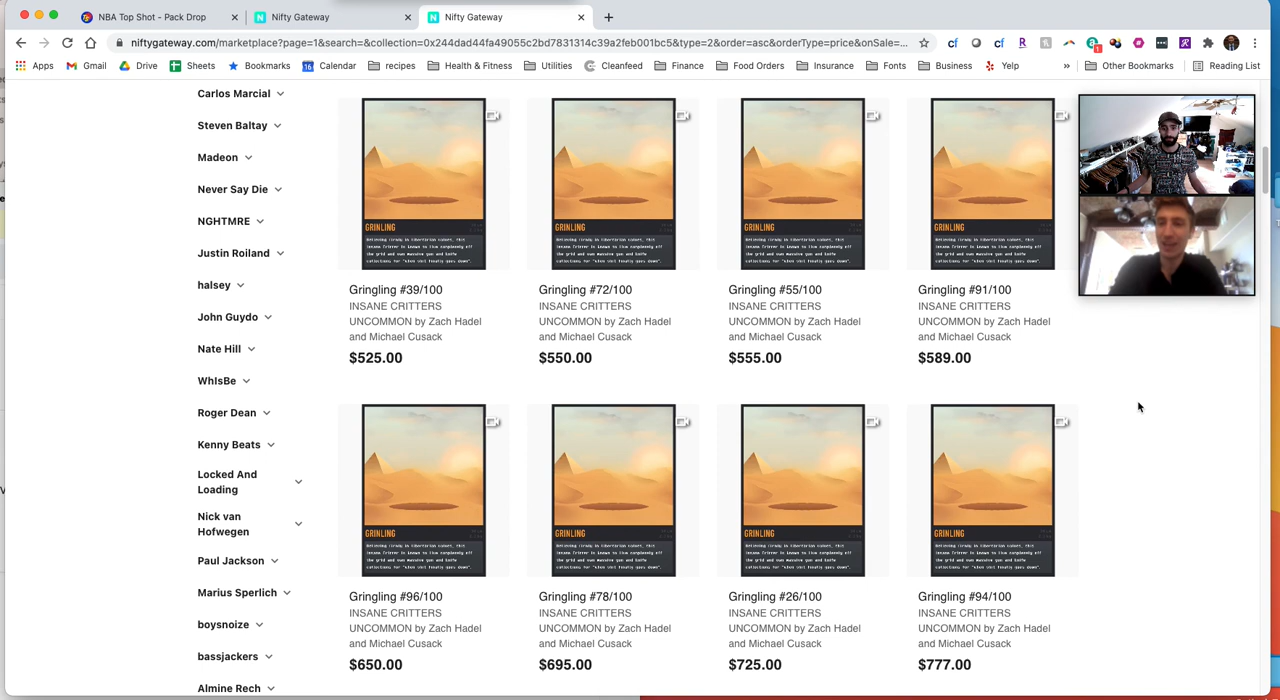 NBA Top Shot - Pack Drop
Nifty Gateway
Nifty Gateway
niftygateway.com/marketplace?page=1&search=&collection=0x244dad44fa49055c2bd7831314c39a2feb001bc5&type=2&order=asc&orderType=price&onSale=...
Apps Gmail Drive Sheets Bookmarks Calendar recipes Health & Fitness Utilities Cleanfeed Finance Food Orders Insurance Fonts Business Yelp » Other Bookmarks Reading List
Carlos Marcial
Steven Baltay
Madeon
Never Say Die
NGHTMRE
Justin Roiland
halsey
John Guydo
Nate Hill
WhIsBe
Roger Dean
Kenny Beats
Locked And
Loading
Nick van
Hofwegen
Paul Jackson
Marius Sperlich
boysnoize
bassjackers
Almine Rech
GRINLING
GRINLING
GRINLING
GRINLING
Gringling #39/100
INSANE CRITTERS
UNCOMMON by Zach Hadel
and Michael Cusack
$525.00
Gringling #72/100
INSANE CRITTERS
UNCOMMON by Zach Hadel
and Michael Cusack
$550.00
Gringling #55/100
INSANE CRITTERS
UNCOMMON by Zach Hadel
and Michael Cusack
$555.00
Gringling #91/100
INSANE CRITTERS
UNCOMMON by Zach Hadel
and Michael Cusack
$589.00
GRINLING
GRINLING
GRINLING
GRINLING
Gringling #96/100
INSANE CRITTERS
UNCOMMON by Zach Hadel
and Michael Cusack
$650.00
Gringling #78/100
INSANE CRITTERS
UNCOMMON by Zach Hadel
and Michael Cusack
$695.00
Gringling #26/100
INSANE CRITTERS
UNCOMMON by Zach Hadel
and Michael Cusack
$725.00
Gringling #94/100
INSANE CRITTERS
UNCOMMON by Zach Hadel
and Michael Cusack
$777.00